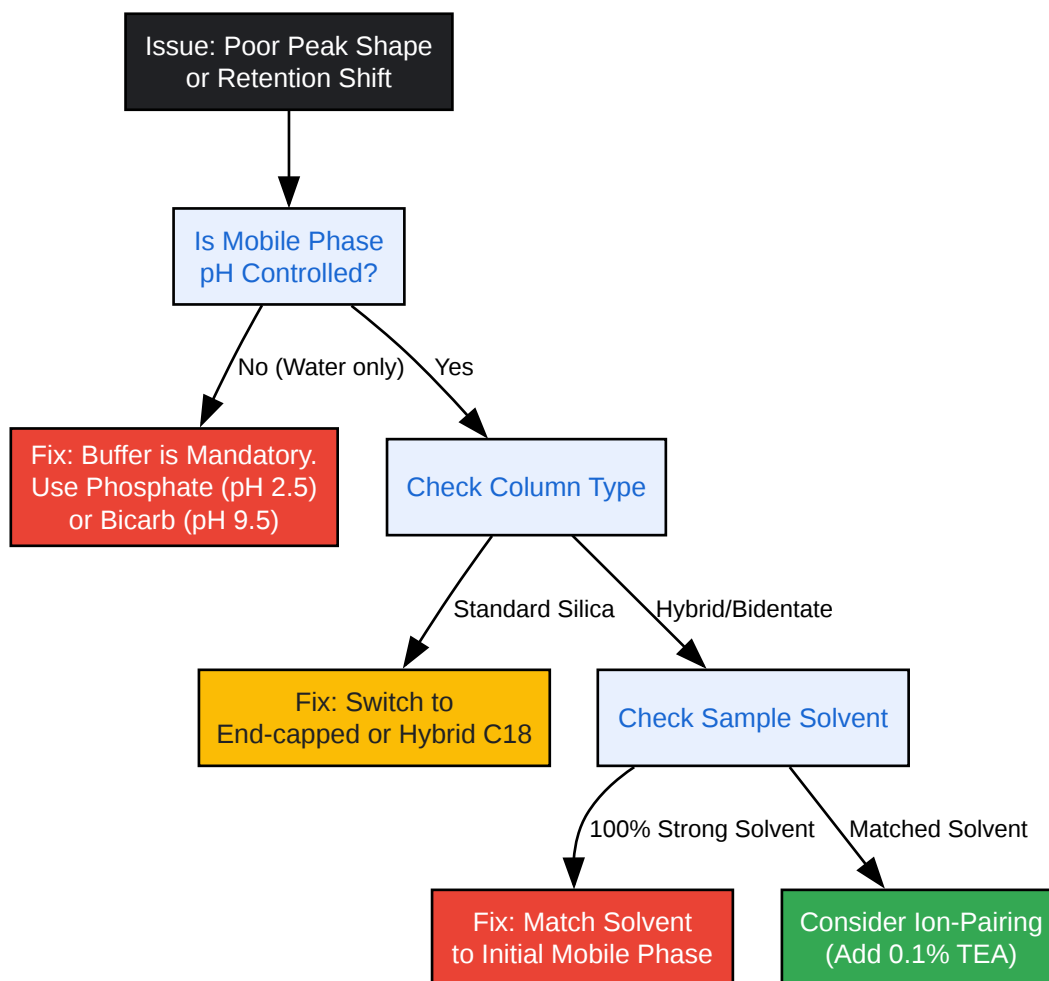 Issue: Poor Peak Shape
or Retention Shift
Is Mobile Phase
pH Controlled?
No (Water only)
Yes
Fix: Buffer is Mandatory.
Use Phosphate (pH 2.5)
or Bicarb (pH 9.5)
Check Column Type
Standard Silica
Hybrid/Bidentate
Fix: Switch to
End-capped or Hybrid C18
Check Sample Solvent
100% Strong Solvent
Matched Solvent
Fix: Match Solvent
to Initial Mobile Phase
Consider Ion-Pairing
(Add 0.1% TEA)